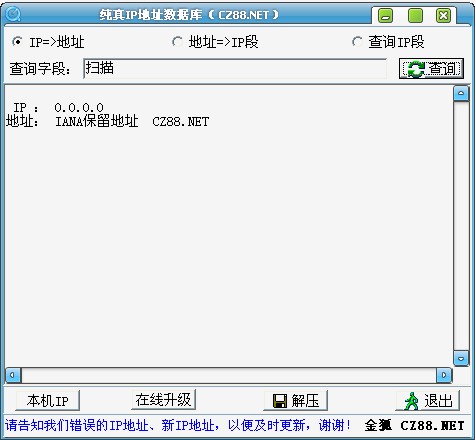 纯真IP地址数据库（CZ88.NET）
IP=>地址 地址=>IP段 查询IP段
查询字段： 扫描 查询
IP ： 0.0.0.0
地址： IANA保留地址 CZ88.NET
本机IP 在线升级 解压 退出
请告知我们错误的IP地址、新IP地址，以便及时更新，谢谢！ 金狐 CZ88.NET